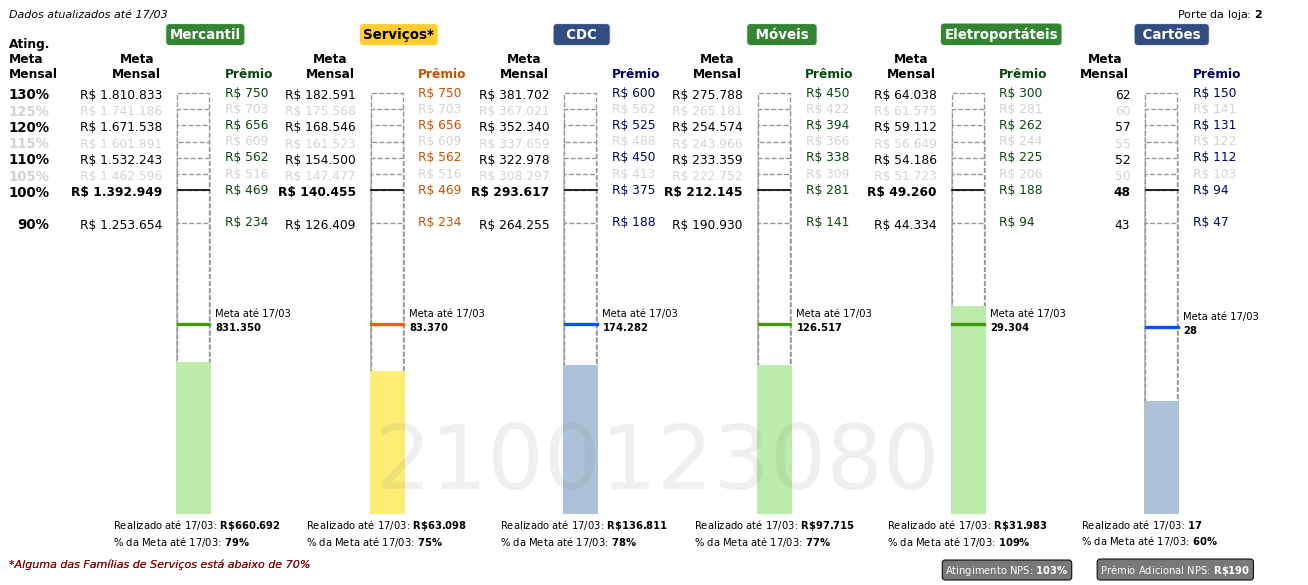 Dados atualizados até 17/03
Porte da loja: 2
Mercantil Serviços* CDC Móveis Eletroportáteis Cartões
Ating.
Meta
Mensal
Meta
Mensal Prêmio Meta
Mensal Prêmio Meta
Mensal Prêmio Meta
Mensal Prêmio Meta
Mensal Prêmio Meta
Mensal Prêmio
130% R$ 1.810.833 R$ 750 R$ 182.591 R$ 750 R$ 381.702 R$ 600 R$ 275.788 R$ 450 R$ 64.038 R$ 300 62 R$ 150
125% R$ 1.741.186 R$ 703 R$ 175.568 R$ 703 R$ 367.021 R$ 562 R$ 265.181 R$ 422 R$ 61.575 R$ 281 60 R$ 141
120% R$ 1.671.538 R$ 656 R$ 168.546 R$ 656 R$ 352.340 R$ 525 R$ 254.574 R$ 394 R$ 59.112 R$ 262 57 R$ 131
115% R$ 1.601.891 R$ 609 R$ 161.523 R$ 609 R$ 337.659 R$ 488 R$ 243.966 R$ 366 R$ 56.649 R$ 244 55 R$ 122
110% R$ 1.532.243 R$ 562 R$ 154.500 R$ 562 R$ 322.978 R$ 450 R$ 233.359 R$ 338 R$ 54.186 R$ 225 52 R$ 112
105% R$ 1.462.596 R$ 516 R$ 147.477 R$ 516 R$ 308.297 R$ 413 R$ 222.752 R$ 309 R$ 51.723 R$ 206 50 R$ 103
100% R$ 1.392.949 R$ 469 R$ 140.455 R$ 469 R$ 293.617 R$ 375 R$ 212.145 R$ 281 R$ 49.260 R$ 188 48 R$ 94
90% R$ 1.253.654 R$ 234 R$ 126.409 R$ 234 R$ 264.255 R$ 188 R$ 190.930 R$ 141 R$ 44.334 R$ 94 43 R$ 47
Meta até 17/03 Meta até 17/03 Meta até 17/03 Meta até 17/03 Meta até 17/03 Meta até 17/03
831.350 83.370 174.282 126.517 29.304 28
2100123080
Realizado até 17/03: R$660.692 Realizado até 17/03: R$63.098 Realizado até 17/03: R$136.811 Realizado até 17/03: R$97.715 Realizado até 17/03: R$31.983 Realizado até 17/03: 17
% da Meta até 17/03: 79% % da Meta até 17/03: 75% % da Meta até 17/03: 78% % da Meta até 17/03: 77% % da Meta até 17/03: 109% % da Meta até 17/03: 60%
*Alguma das Famílias de Serviços está abaixo de 70%
Atingimento NPS: 103% Prêmio Adicional NPS: R$190